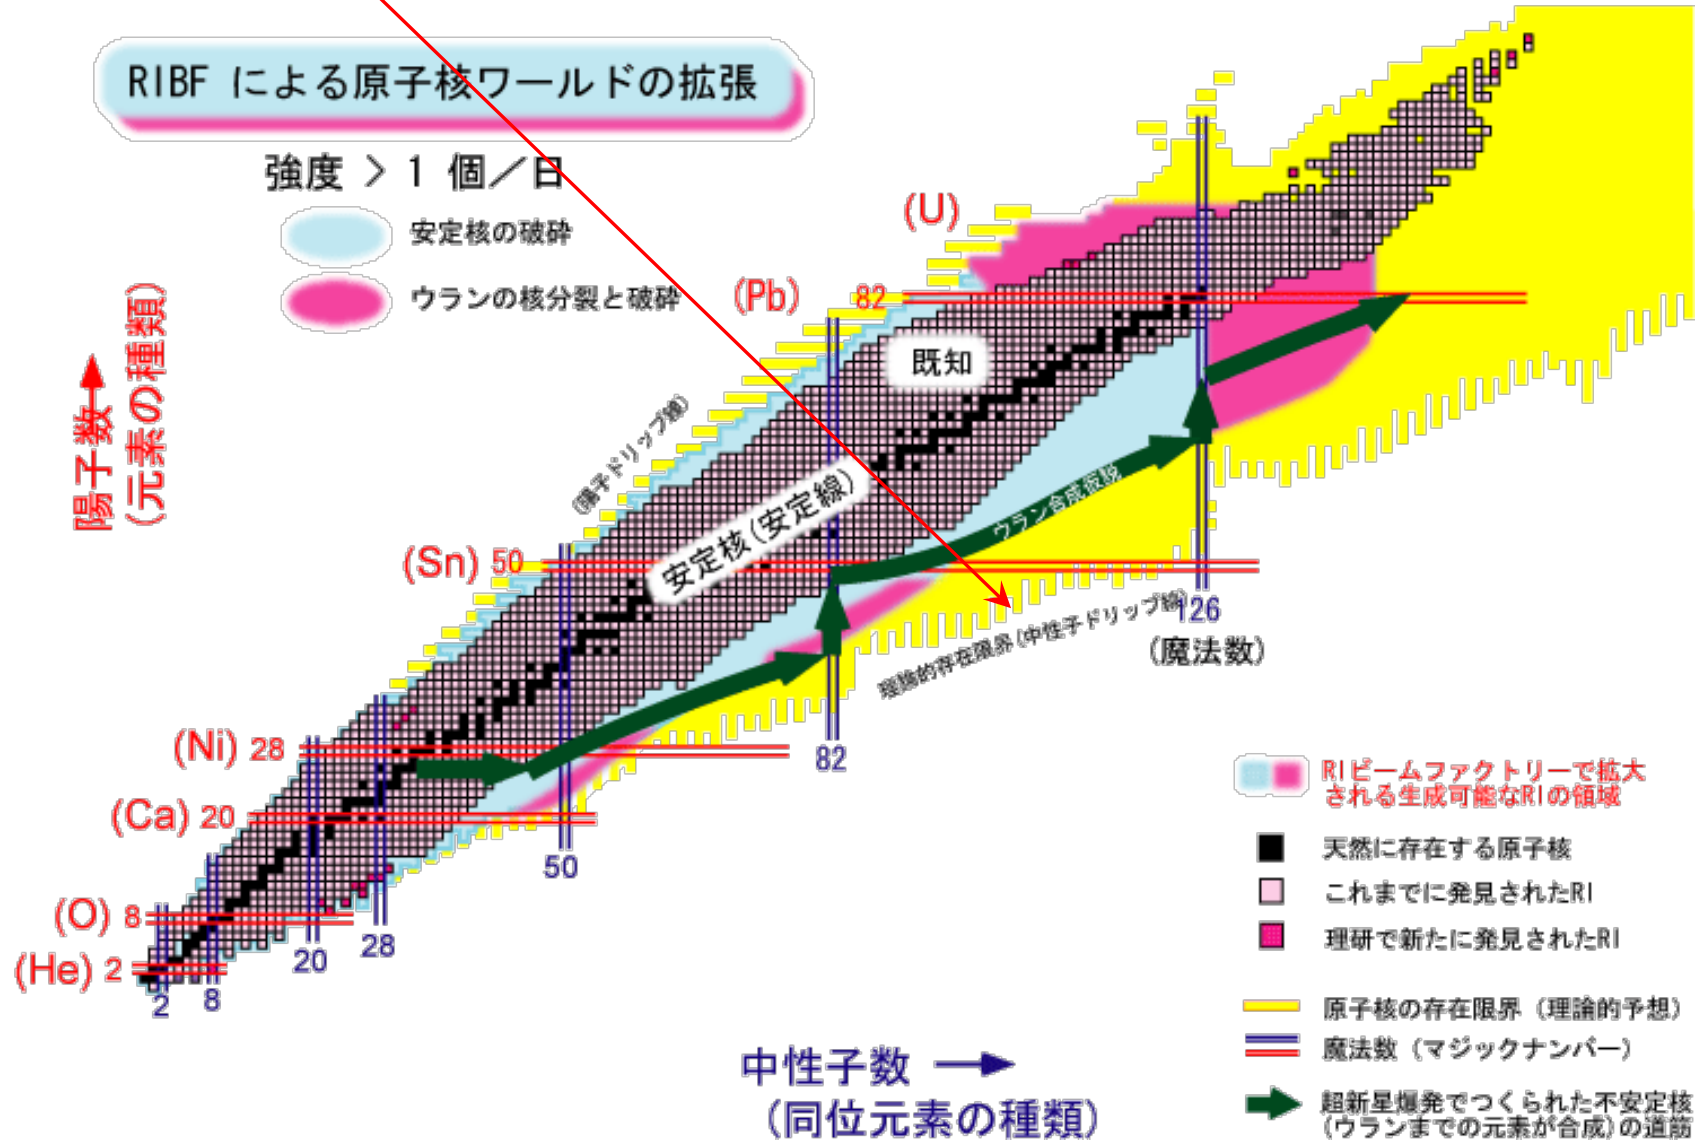 RIBF による原子核ワールドの拡張
強度 > 1 個／日
安定核の破砕
ウランの核分裂と破砕
(U)
(Pb) 82
既知
陽子数
(元素の種類)
(陽子ドリップ線)
安定核(安定線)
ウラン合成仮説
(Sn) 50
理論的存在限界(中性子ドリップ線)
126
(魔法数)
(Ni) 28
82
(Ca) 20
50
(O) 8
28
20
(He) 2
8
2
RIビームファクトリーで拡大
される生成可能なRIの領域
天然に存在する原子核
これまでに発見されたRI
理研で新たに発見されたRI
原子核の存在限界（理論的予想）
魔法数（マジックナンバー）
超新星爆発でつくられた不安定核
(ウランまでの元素が合成)の道筋
中性子数
(同位元素の種類)